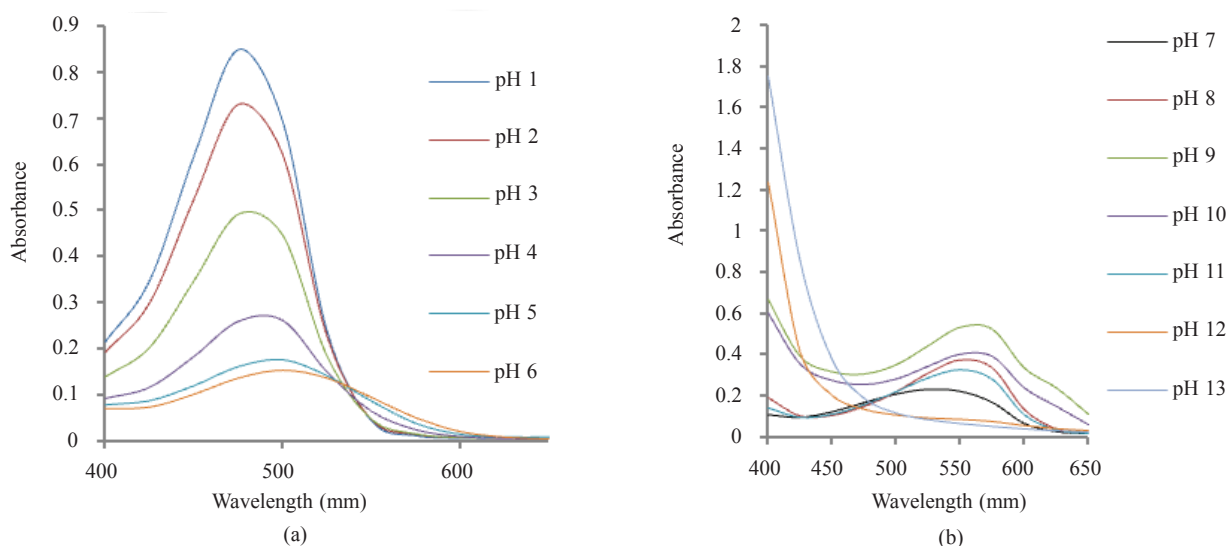 0.9
0.8
0.7
0.6
0.5
0.4
0.3
0.2
0.1
0
Absorbance
400
500
600
Wavelength (mm)
(a)
pH 1
pH 2
pH 3
pH 4
pH 5
pH 6
2
1.8
1.6
1.4
1.2
1
0.8
0.6
0.4
0.2
0
Absorbance
400
450
500
550
600
650
Wavelength (mm)
(b)
pH 7
pH 8
pH 9
pH 10
pH 11
pH 12
pH 13